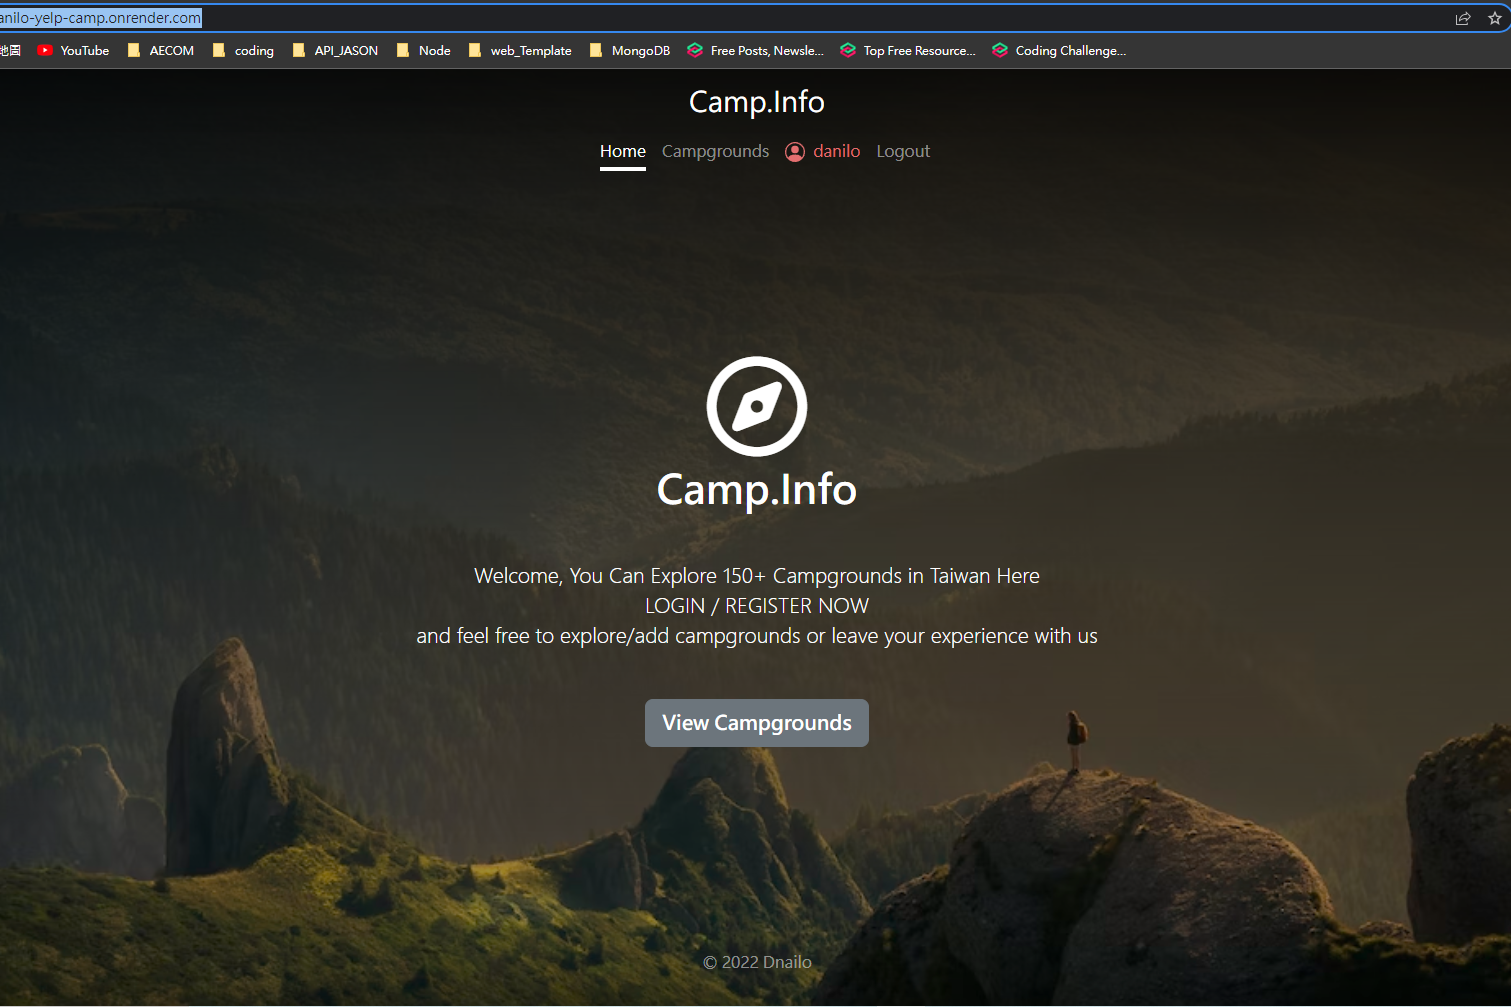 anilo-yelp-camp.onrender.com
地圖 YouTube AECOM coding API_JASON Node web_Template MongoDB Free Posts, Newsle... Top Free Resource... Coding Challenge...
Camp.Info
Home Campgrounds danilo Logout
Camp.Info
Welcome, You Can Explore 150+ Campgrounds in Taiwan Here
LOGIN / REGISTER NOW
and feel free to explore/add campgrounds or leave your experience with us
View Campgrounds
© 2022 Dnailo